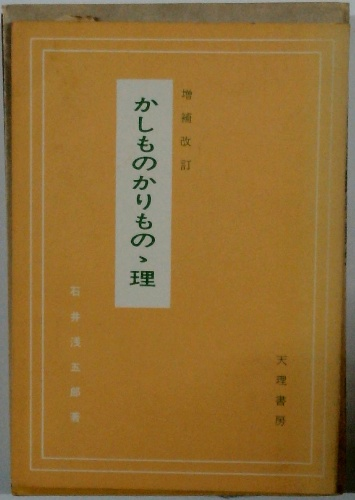 増補改訂
かしものかりものゝ理
石井浅五郎著
天理書房